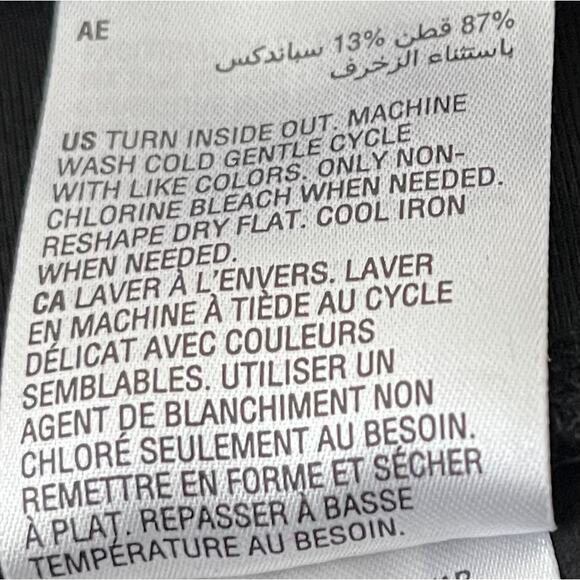 AE
87% قطن 13% سباندكس
باستثناء الزخرف
US TURN INSIDE OUT. MACHINE
WASH COLD GENTLE CYCLE
WITH LIKE COLORS. ONLY NON-
CHLORINE BLEACH WHEN NEEDED.
RESHAPE DRY FLAT. COOL IRON
WHEN NEEDED.
CA LAVER À L'ENVERS. LAVER
EN MACHINE À TIÈDE AU CYCLE
DÉLICAT AVEC COULEURS
SEMBLABLES. UTILISER UN
AGENT DE BLANCHIMENT NON
CHLORÉ SEULEMENT AU BESOIN.
REMETTRE EN FORME ET SÉCHER
À PLAT. REPASSER À BASSE
TEMPÉRATURE AU BESOIN.